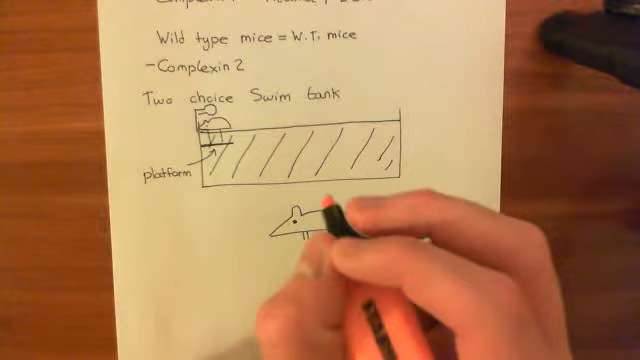 Wild type mice = W.T. mice
- Complexin 2
Two choice Swim tank
platform